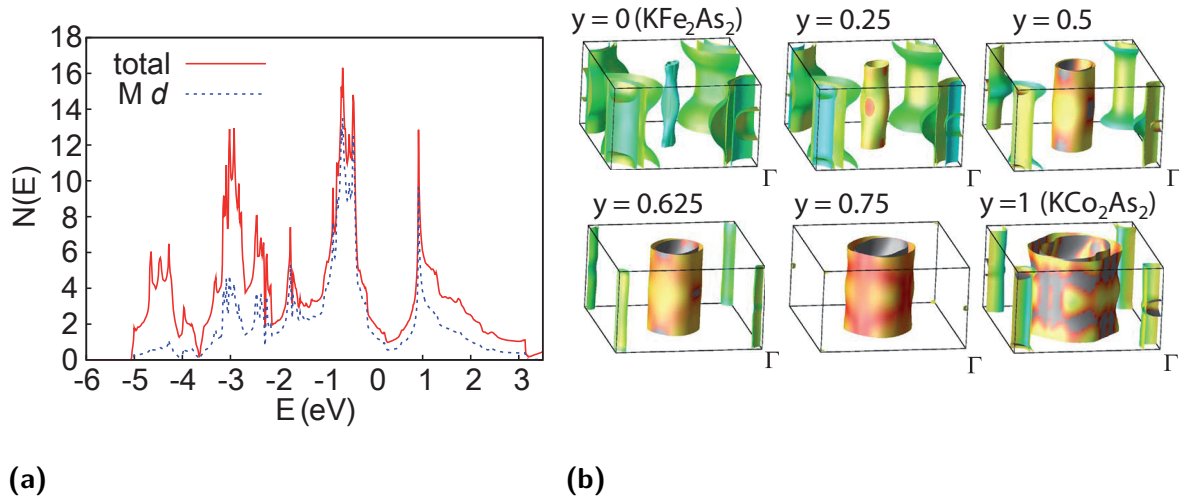 18
16
14
12
10
8
6
4
2
0
N(E)
total
M d
-6 -5 -4 -3 -2 -1 0 1 2 3
E (eV)
(a)
y = 0 (KFe₂As₂)
y = 0.25
y = 0.5
Γ Γ Γ
y = 0.625
y = 0.75
y =1 (KCo₂As₂)
Γ Γ Γ
(b)